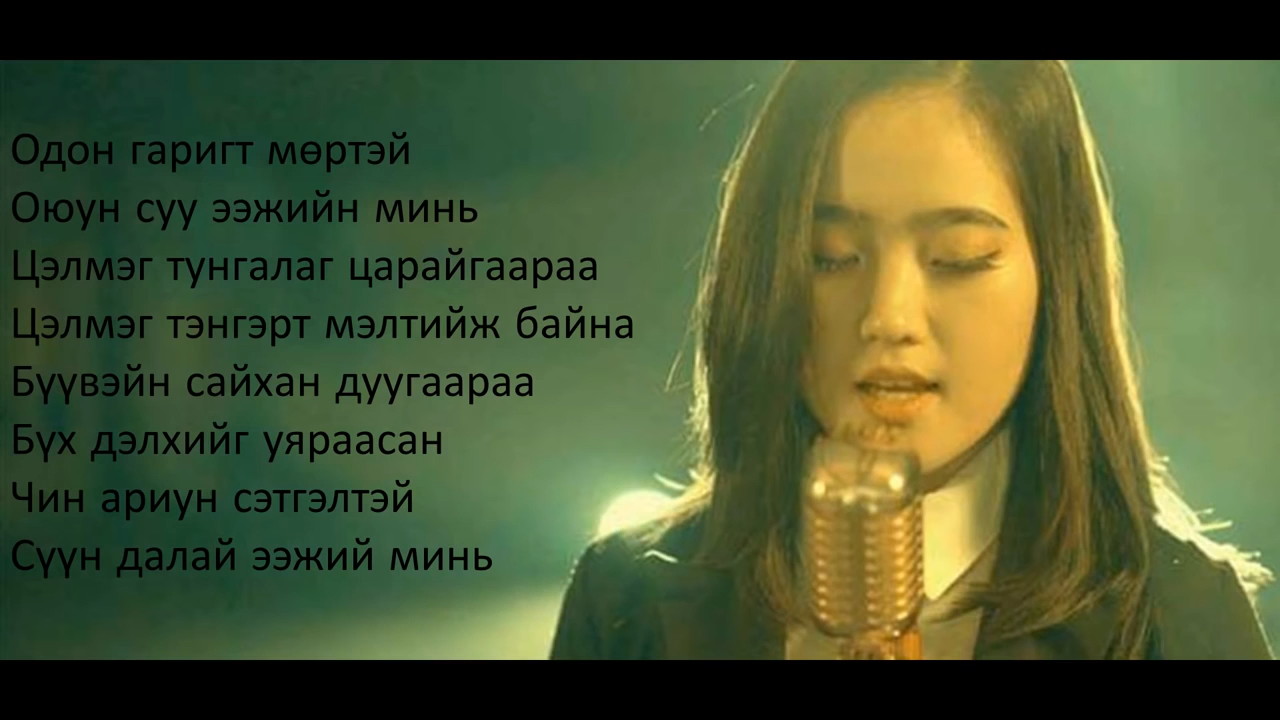 Одон гаригт мөртэй
Оюун суу ээжийн минь
Цэлмэг тунгалаг царайгаараа
Цэлмэг тэнгэрт мэлтийж байна
Бүүвэйн сайхан дуугаараа
Бүх дэлхийг уяраасан
Чин ариун сэтгэлтэй
Сүүн далай ээжий минь